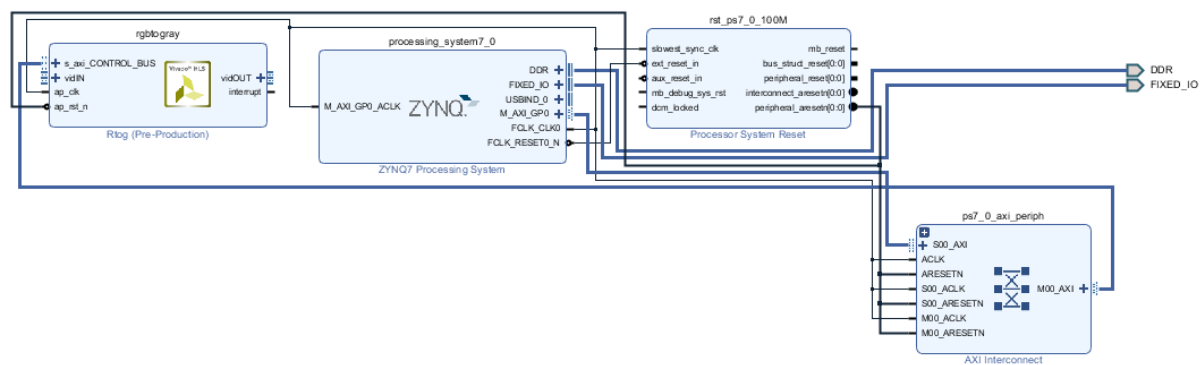 rgbtogray
s_axi_CONTROL_BUS
vidIN
ap_clk
ap_rst_n
vidOUT
interrupt
Vivado™ HLS
Rtog (Pre-Production)
processing_system7_0
M_AXI_GP0_ACLK
ZYNQ
DDR
FIXED_IO
USBIND_0
M_AXI_GP0
FCLK_CLK0
FCLK_RESET0_N
ZYNQ7 Processing System
rst_ps7_0_100M
slowest_sync_clk
ext_reset_in
aux_reset_in
mb_debug_sys_rst
dcm_locked
mb_reset
bus_struct_reset[0:0]
peripheral_reset[0:0]
interconnect_aresetn[0:0]
peripheral_aresetn[0:0]
Processor System Reset
DDR
FIXED_IO
ps7_0_axi_periph
S00_AXI
ACLK
ARESETN
S00_ACLK
S00_ARESETN
M00_ACLK
M00_ARESETN
M00_AXI
AXI Interconnect